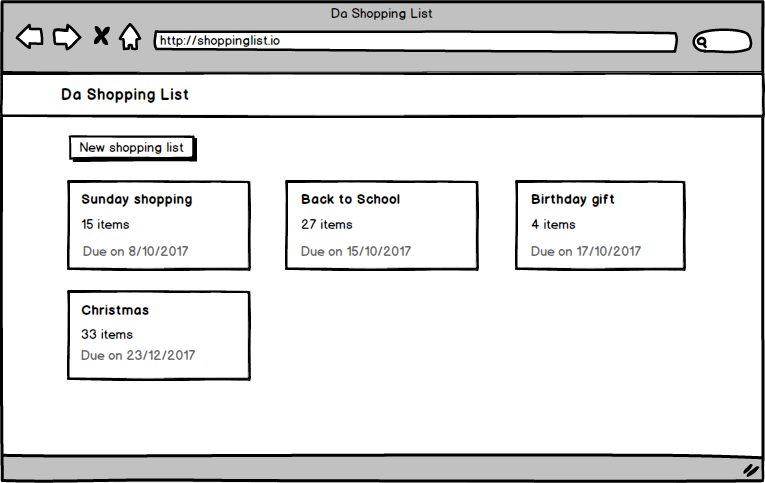 Da Shopping List
http://shoppinglist.io
Da Shopping List
New shopping list
Sunday shopping
15 items
Due on 8/10/2017
Back to School
27 items
Due on 15/10/2017
Birthday gift
4 items
Due on 17/10/2017
Christmas
33 items
Due on 23/12/2017